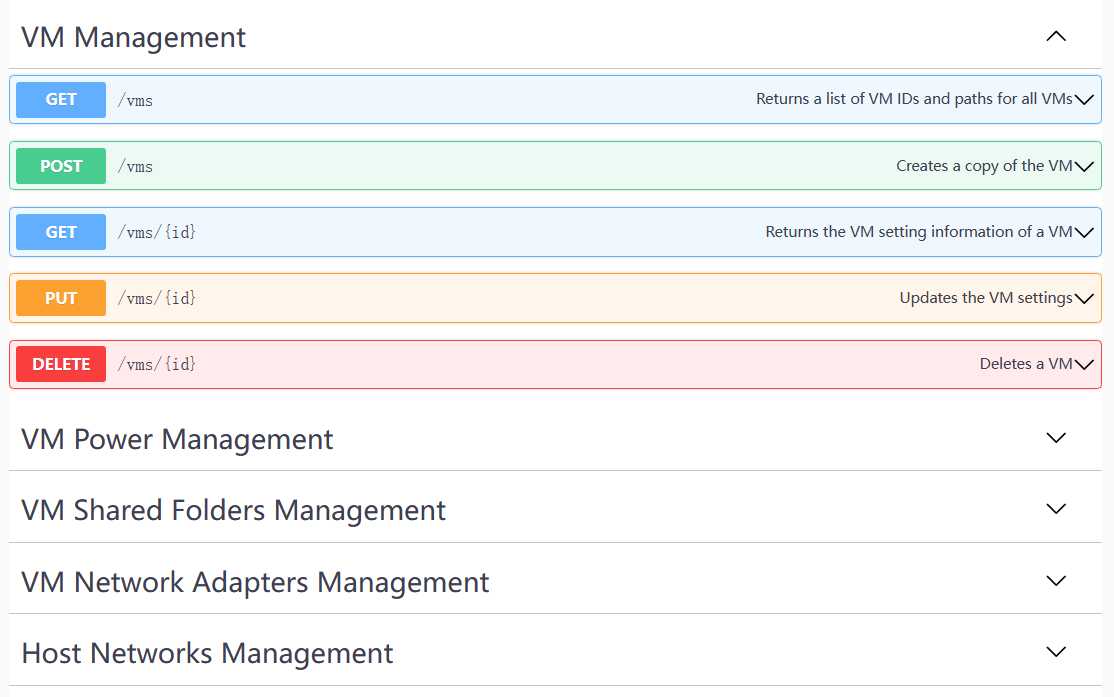 VM Management
GET /vms Returns a list of VM IDs and paths for all VMs
POST /vms Creates a copy of the VM
GET /vms/{id} Returns the VM setting information of a VM
PUT /vms/{id} Updates the VM settings
DELETE /vms/{id} Deletes a VM
VM Power Management
VM Shared Folders Management
VM Network Adapters Management
Host Networks Management